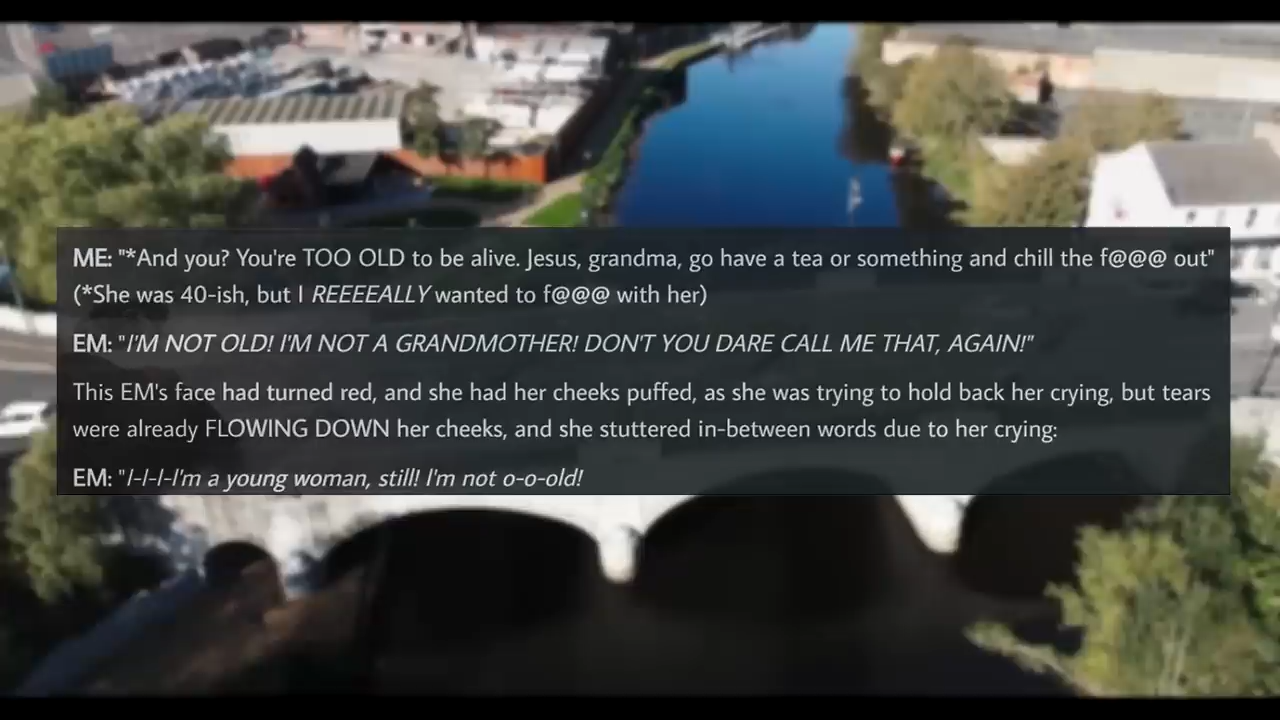 ME: "*And you? You're TOO OLD to be alive. Jesus, grandma, go have a tea or something and chill the f@@@ out"
(*She was 40-ish, but I REEEEALLY wanted to f@@@ with her)
EM: "I'M NOT OLD! I'M NOT A GRANDMOTHER! DON'T YOU DARE CALL ME THAT, AGAIN!"
This EM's face had turned red, and she had her cheeks puffed, as she was trying to hold back her crying, but tears
were already FLOWING DOWN her cheeks, and she stuttered in-between words due to her crying:
EM: "I-I-I-I'm a young woman, still! I'm not o-o-old!